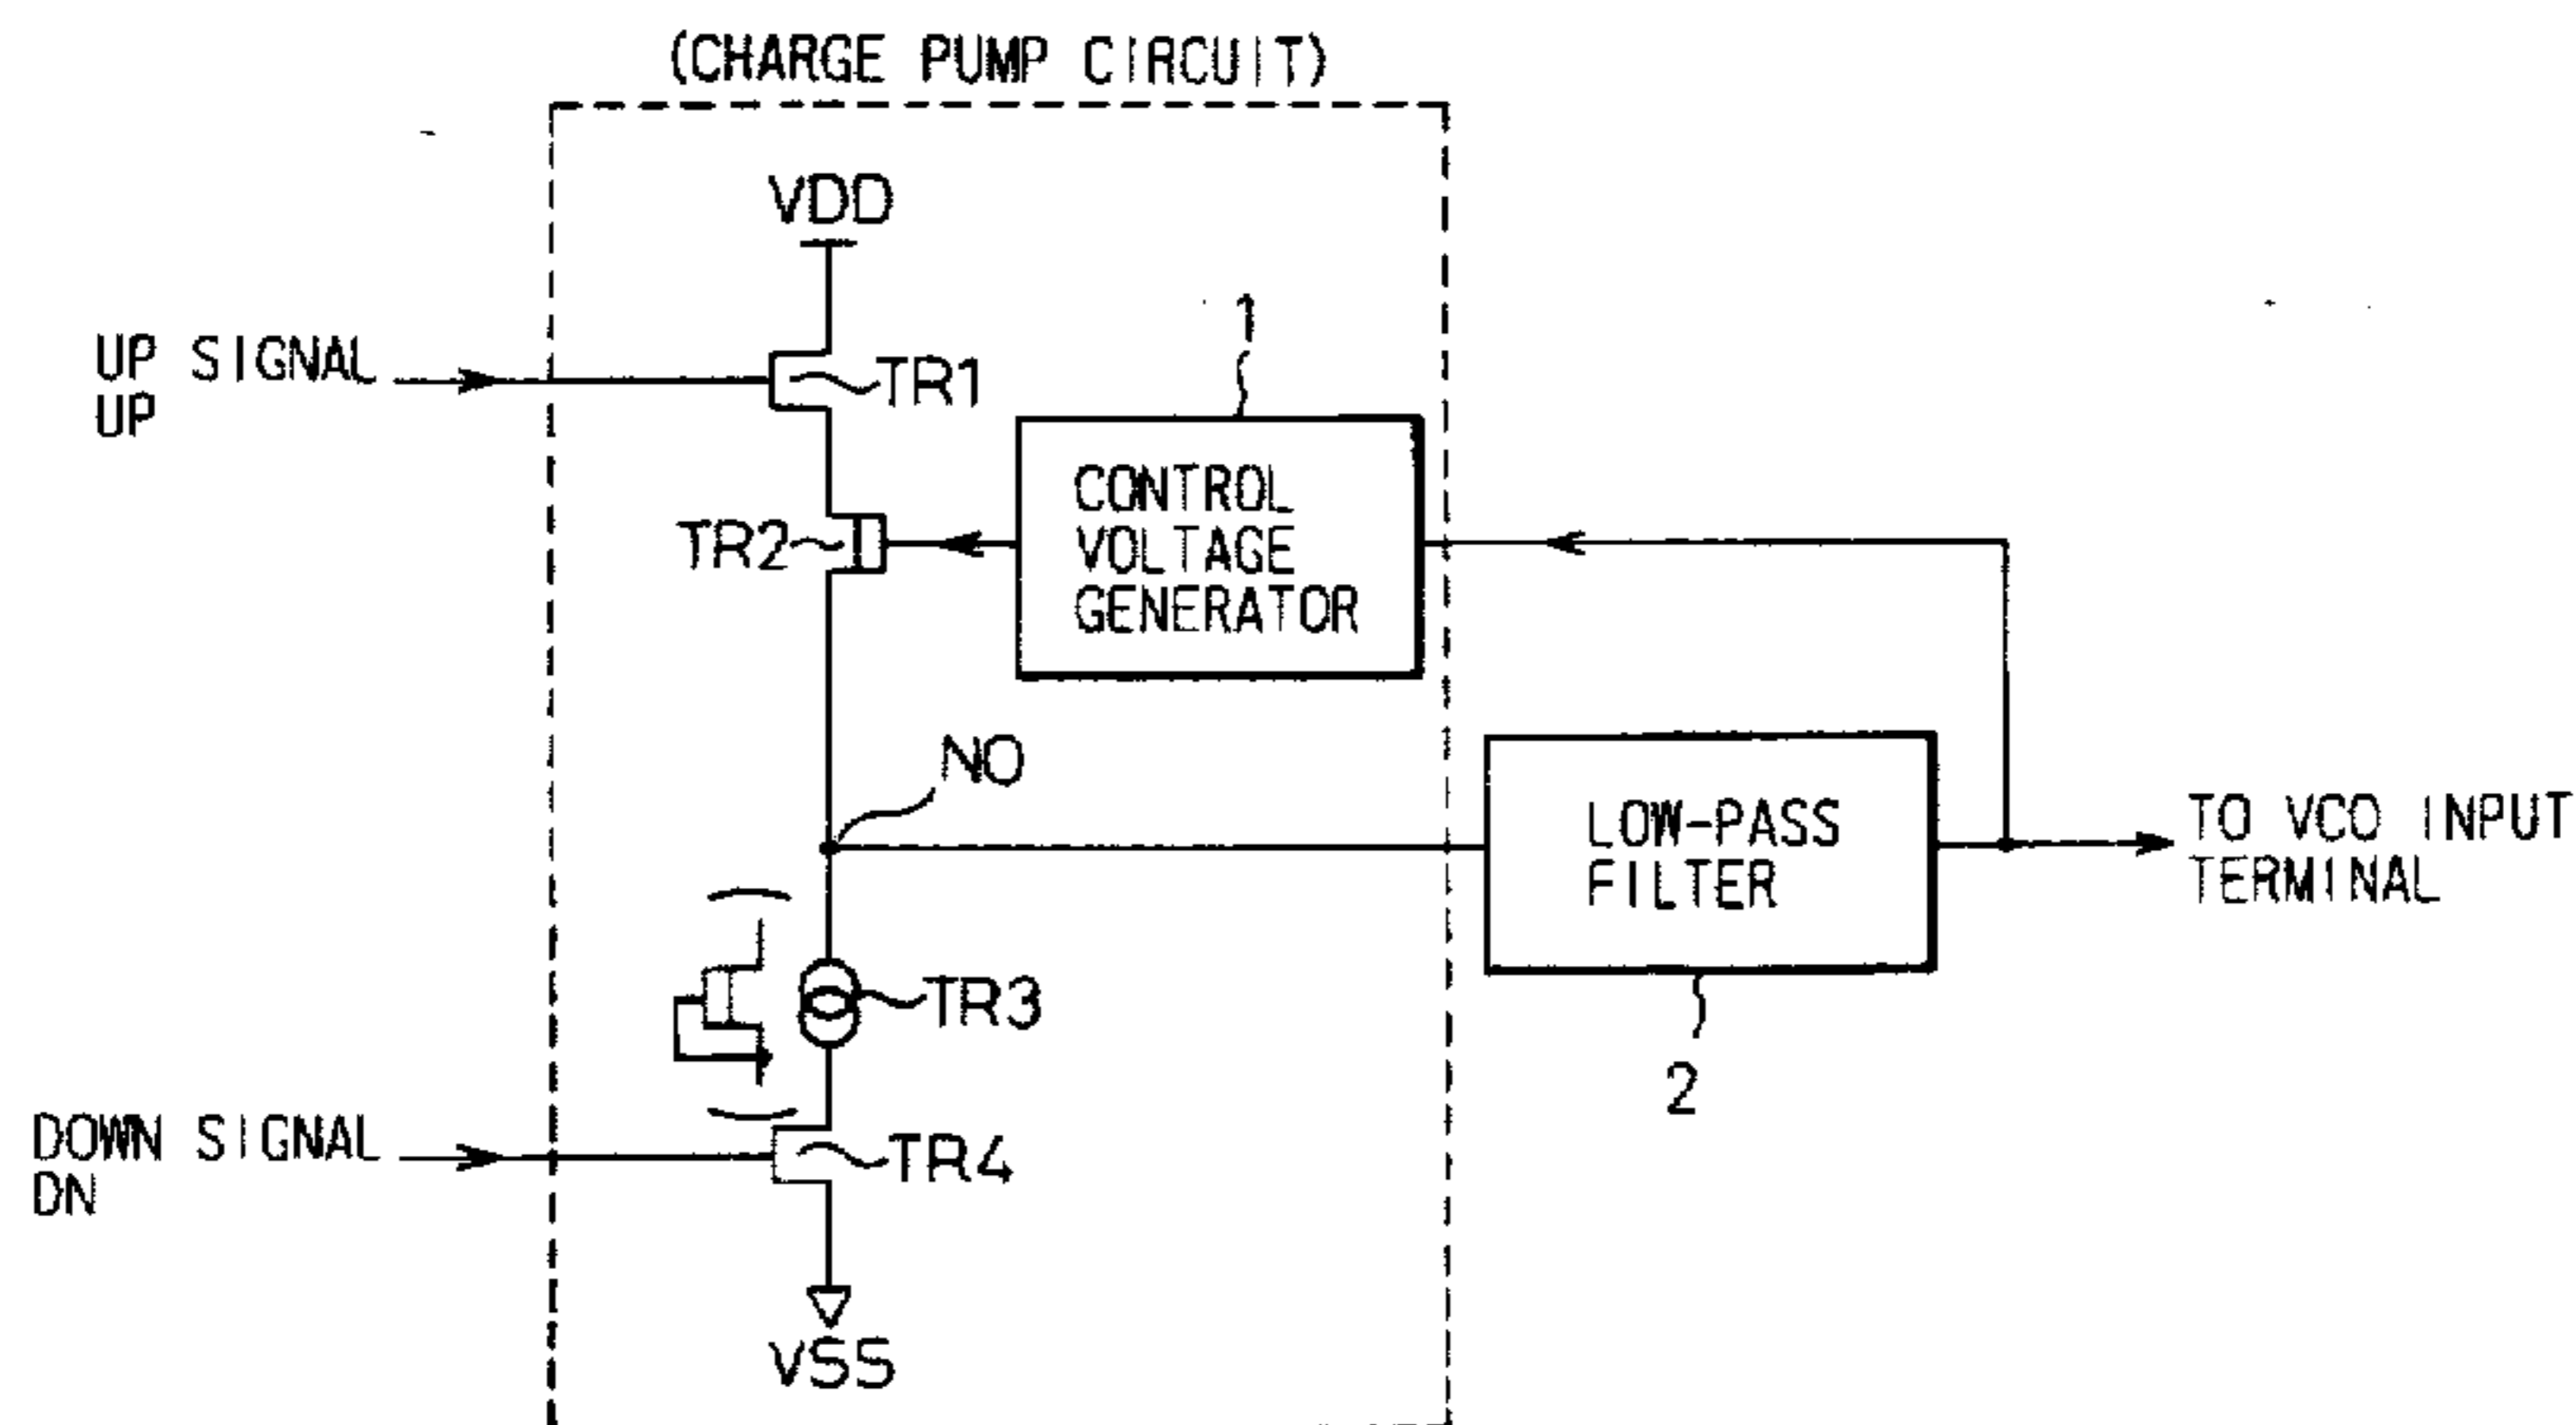 (CHARGE PUMP CIRCUIT)
VDD
UP SIGNAL
UP
TR1
1
CONTROL
VOLTAGE
GENERATOR
TR2
NO
LOW-PASS
FILTER
TO VCO INPUT
TERMINAL
TR3
2
DOWN SIGNAL
DN
TR4
VSS